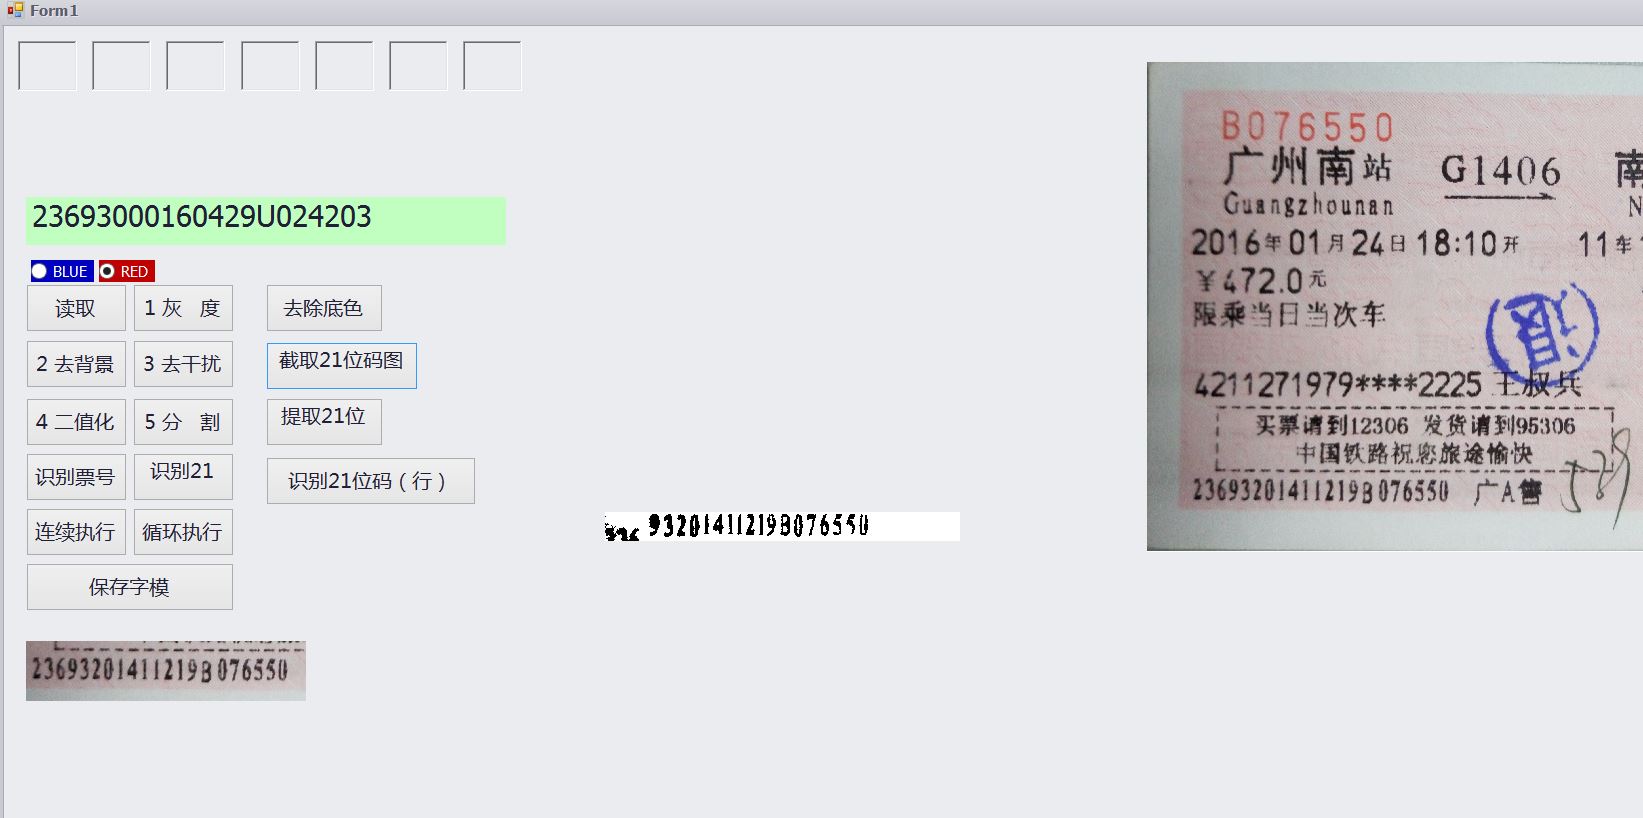 Form1
23693000160429U024203
BLUE RED
读取 1 灰 度 去除底色
2 去背景 3 去干扰 截取21位码图
4 二值化 5 分 割 提取21位
识别票号 识别21 识别21位码（行）
连续执行 循环执行
保存字模
23693201411219B076550
9320141​1219B076550
B076550
广州南站 G1406 南
Guangzhounan N
2016年01月24日18:10开 11车
￥472.0元
限乘当日当次车
退
4211271979****2225 王叔兵
买票请到12306 发货请到95306
中国铁路祝您旅途愉快
23693201411219B076550 广A售